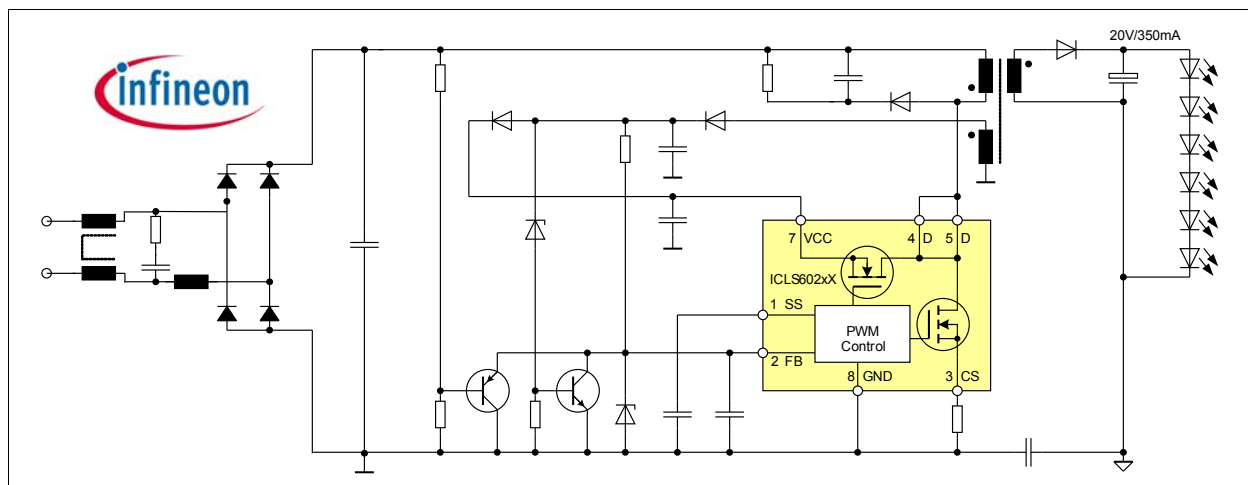 infineon
20V/350mA
7 VCC
4 D
5 D
ICLS602xX
1 SS
PWM
Control
2 FB
8 GND
3 CS